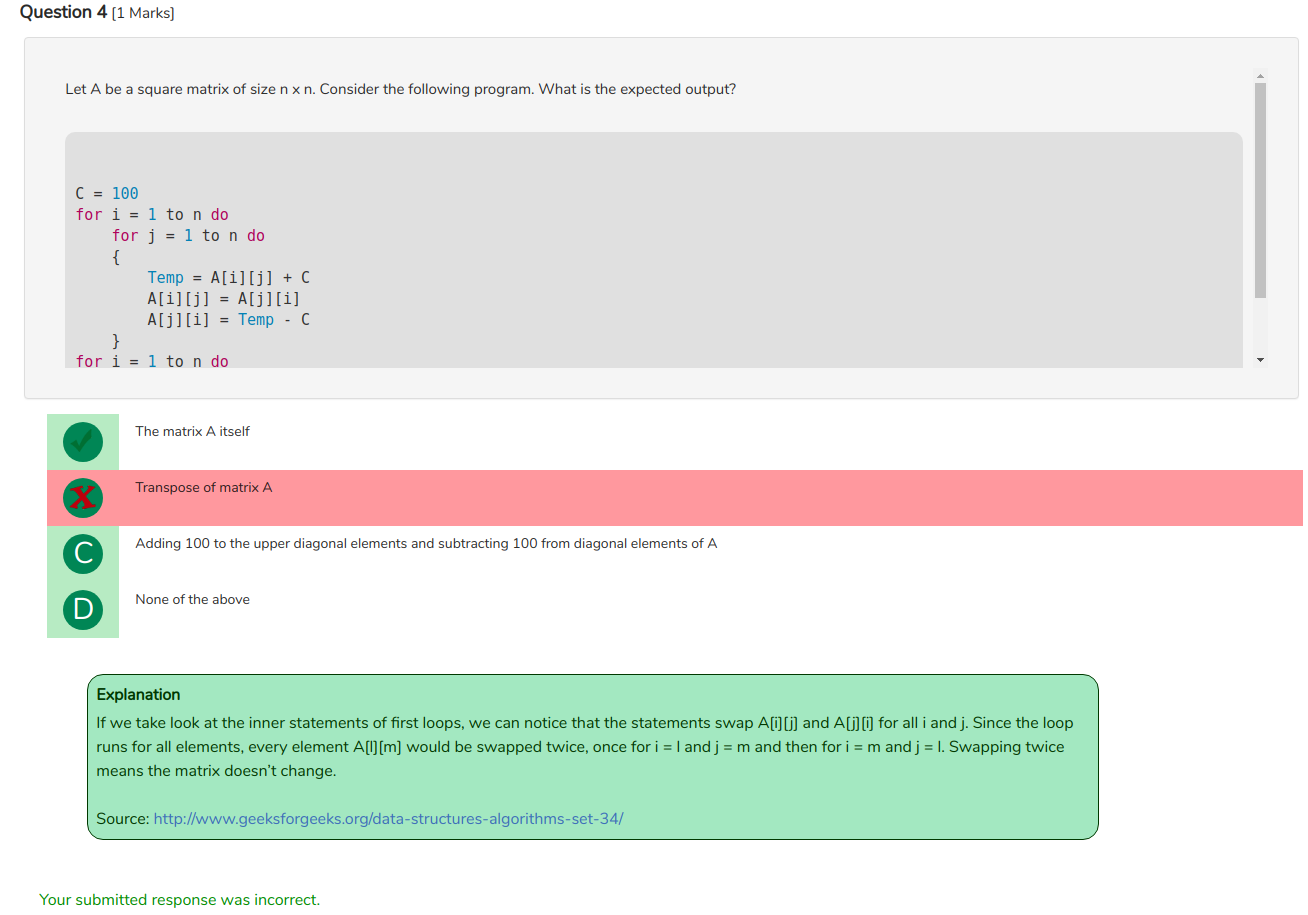 Question 4 [1 Marks]
Let A be a square matrix of size n x n. Consider the following program. What is the expected output?
C = 100
for i = 1 to n do
    for j = 1 to n do
    {
        Temp = A[i][j] + C
        A[i][j] = A[j][i]
        A[j][i] = Temp - C
    }
for i = 1 to n do
The matrix A itself
X Transpose of matrix A
C Adding 100 to the upper diagonal elements and subtracting 100 from diagonal elements of A
D None of the above
Explanation
If we take look at the inner statements of first loops, we can notice that the statements swap A[i][j] and A[j][i] for all i and j. Since the loop
runs for all elements, every element A[l][m] would be swapped twice, once for i = l and j = m and then for i = m and j = l. Swapping twice
means the matrix doesn’t change.
Source: http://www.geeksforgeeks.org/data-structures-algorithms-set-34/
Your submitted response was incorrect.